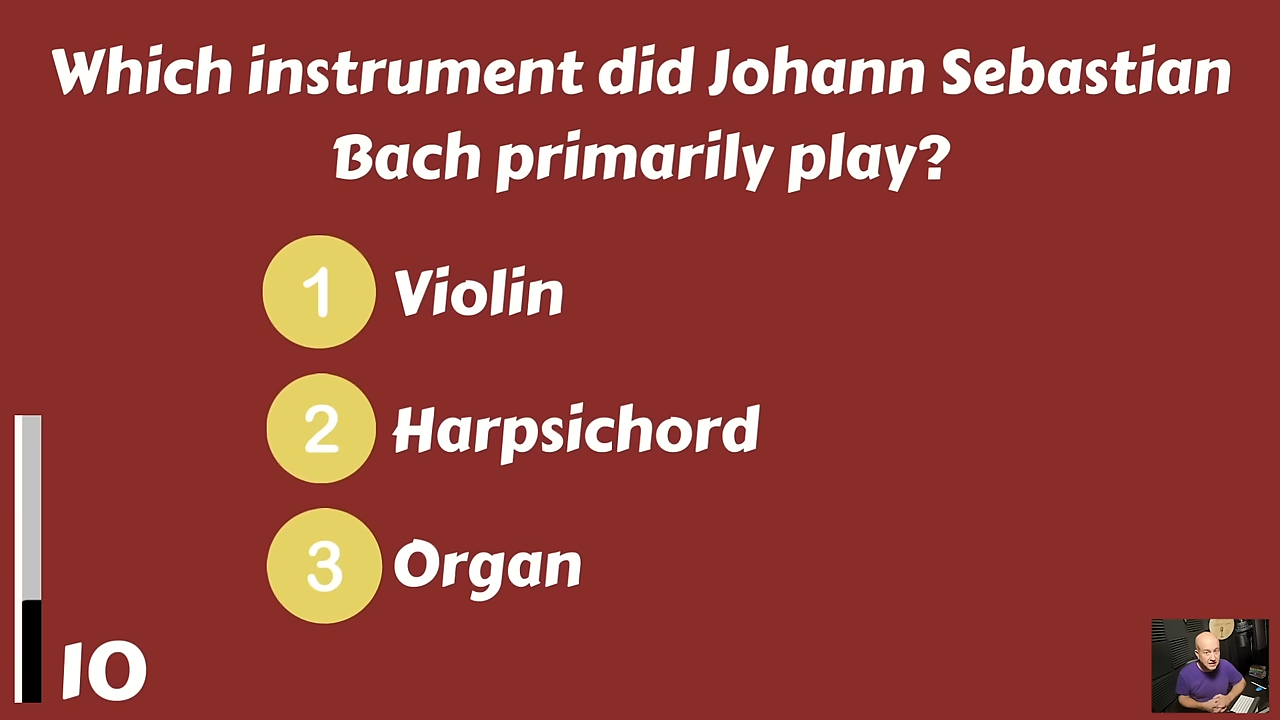 Which instrument did Johann Sebastian
Bach primarily play?
1 Violin
2 Harpsichord
3 Organ
10